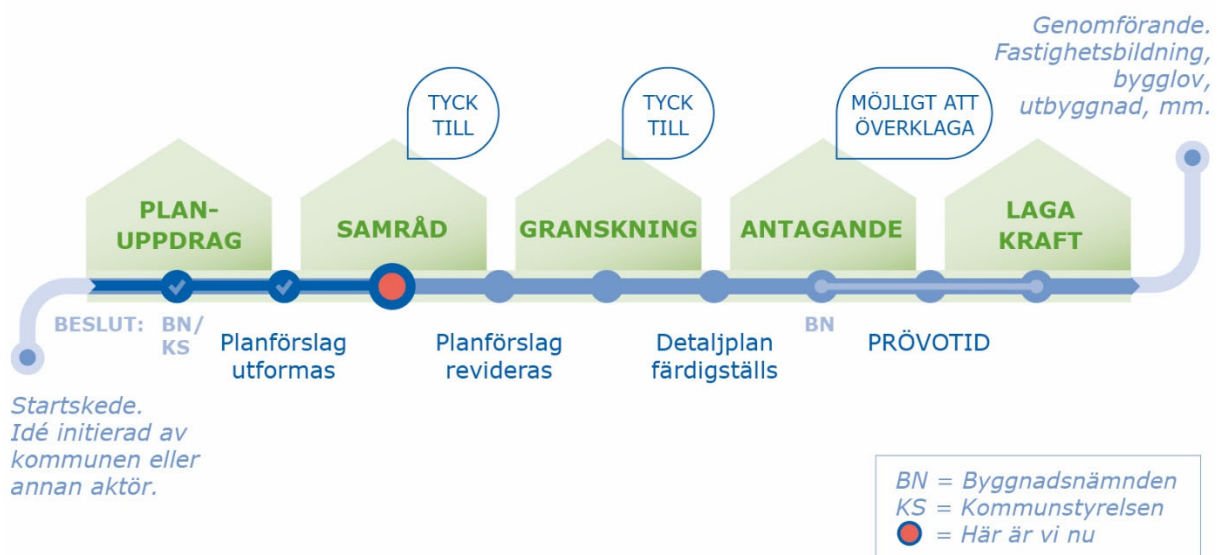 Genomförande.
Fastighetsbildning,
bygglov,
utbyggnad, mm.
TYCK
TILL
TYCK
TILL
MÖJLIGT ATT
ÖVERKLAGA
PLAN-
UPPDRAG
SAMRÅD
GRANSKNING
ANTAGANDE
LAGA
KRAFT
BESLUT:
BN/
KS
Planförslag
utformas
Planförslag
revideras
Detaljplan
färdigställs
BN
PRÖVOTID
Startskede.
Idé initierad av
kommunen eller
annan aktör.
BN = Byggnadsnämnden
KS = Kommunstyrelsen
= Här är vi nu